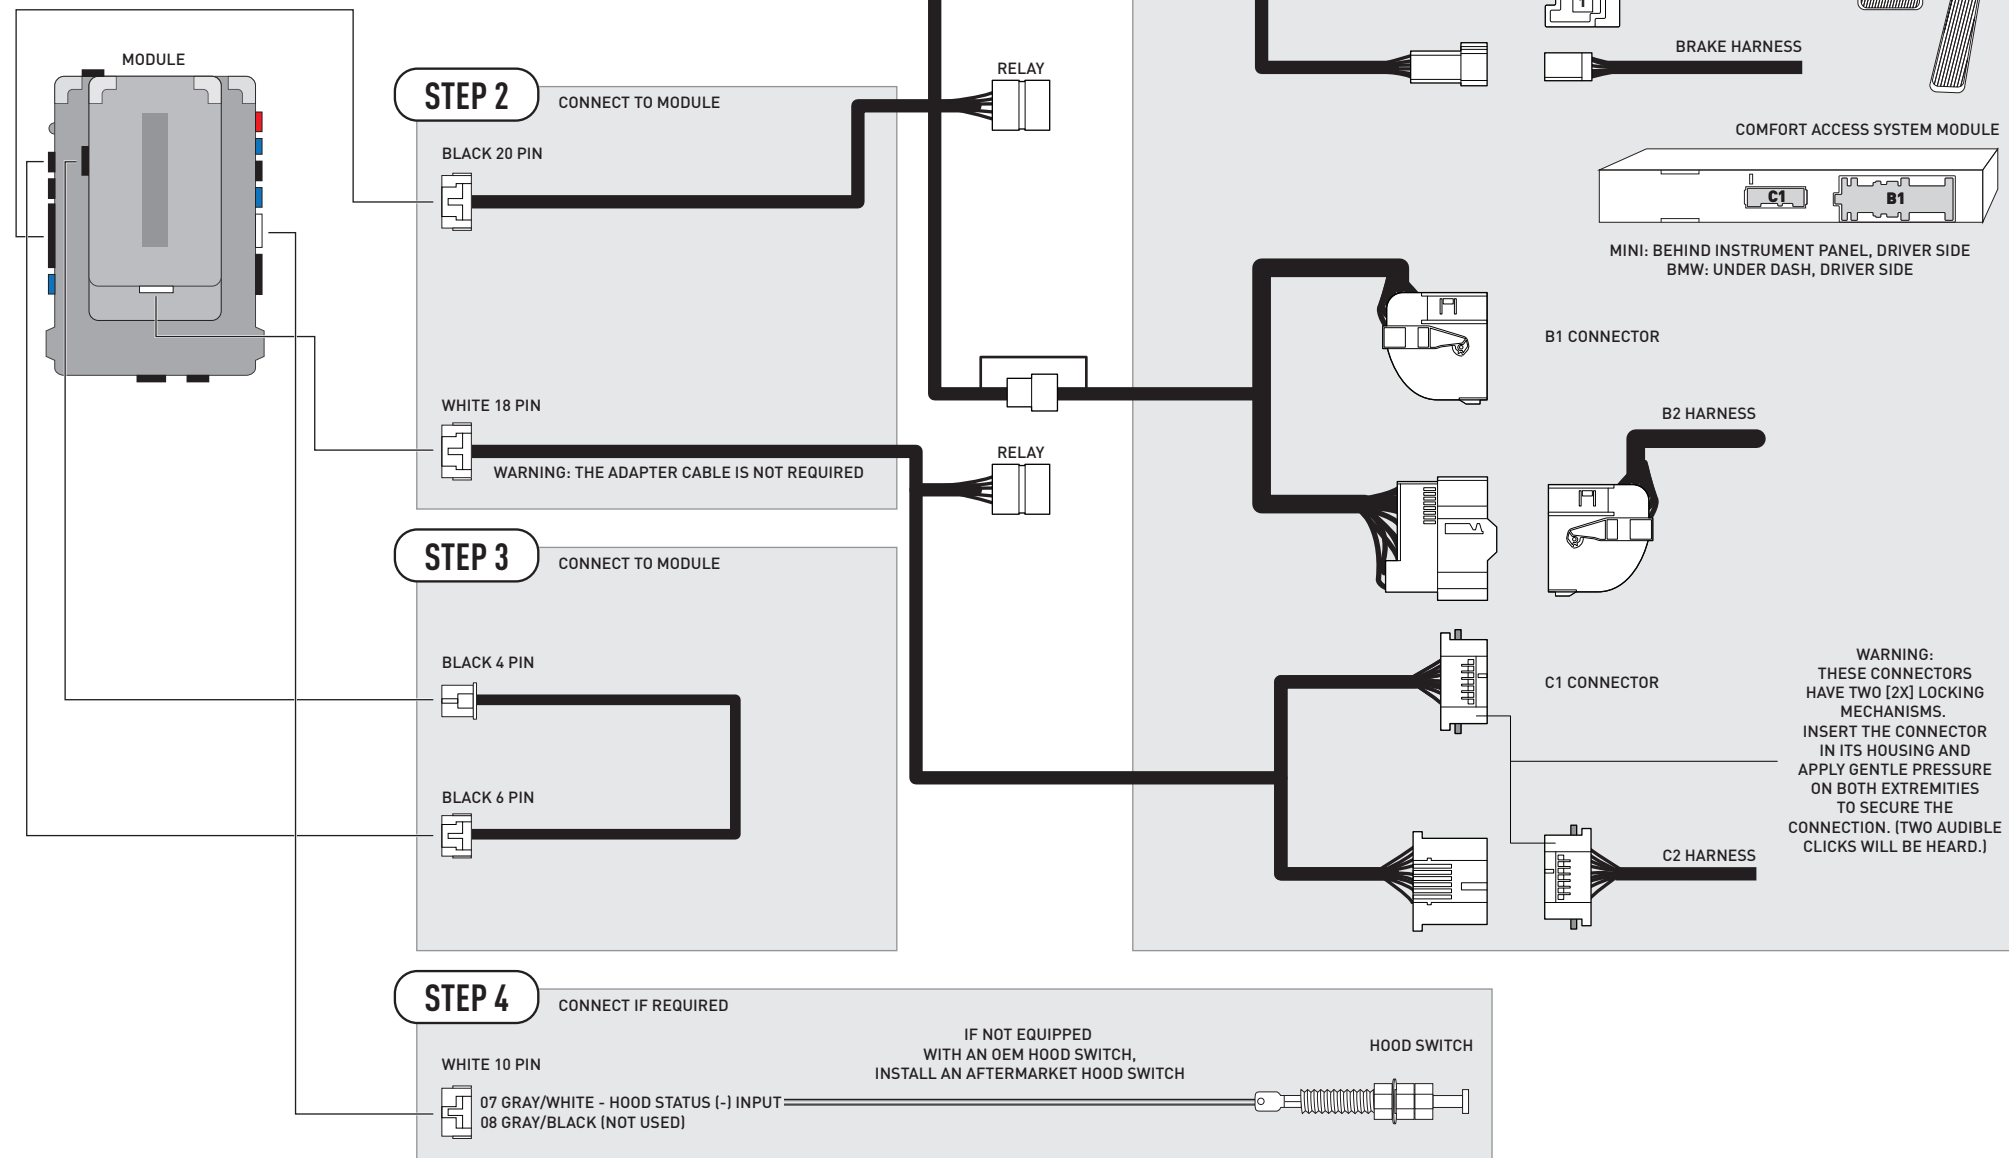 MODULE
STEP 2
CONNECT TO MODULE
BLACK 20 PIN
WHITE 18 PIN
WARNING: THE ADAPTER CABLE IS NOT REQUIRED
RELAY
RELAY
STEP 3
CONNECT TO MODULE
BLACK 4 PIN
BLACK 6 PIN
1
BRAKE HARNESS
COMFORT ACCESS SYSTEM MODULE
C1
B1
MINI: BEHIND INSTRUMENT PANEL, DRIVER SIDE
BMW: UNDER DASH, DRIVER SIDE
B1 CONNECTOR
B2 HARNESS
C1 CONNECTOR
WARNING:
THESE CONNECTORS
HAVE TWO [2X] LOCKING
MECHANISMS.
INSERT THE CONNECTOR
IN ITS HOUSING AND
APPLY GENTLE PRESSURE
ON BOTH EXTREMITIES
TO SECURE THE
CONNECTION. (TWO AUDIBLE
CLICKS WILL BE HEARD.)
C2 HARNESS
STEP 4
CONNECT IF REQUIRED
WHITE 10 PIN
07 GRAY/WHITE - HOOD STATUS (-) INPUT
08 GRAY/BLACK (NOT USED)
IF NOT EQUIPPED
WITH AN OEM HOOD SWITCH,
INSTALL AN AFTERMARKET HOOD SWITCH
HOOD SWITCH